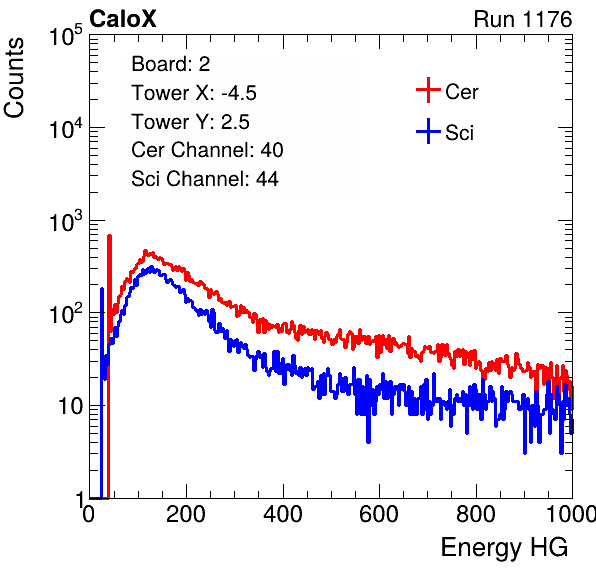 CaloX Run 1176
Counts
10^5
10^4
10^3
10^2
10
1
Board: 2
Tower X: -4.5
Tower Y: 2.5
Cer Channel: 40
Sci Channel: 44
Cer
Sci
0 200 400 600 800 1000
Energy HG